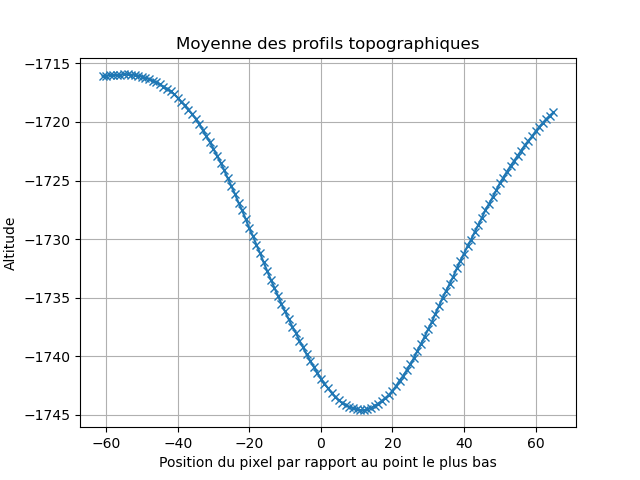 Moyenne des profils topographiques
Altitude
−1715
−1720
−1725
−1730
−1735
−1740
−1745
−60 −40 −20 0 20 40 60
Position du pixel par rapport au point le plus bas